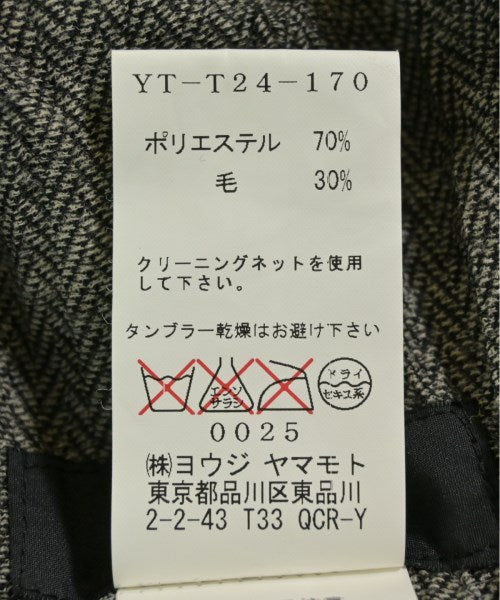 YT-T24-170
ポリエステル 70%
毛 30%
クリーニングネットを使用
して下さい。
タンブラー乾燥はお避け下さい
エンソ
サラシ
ドライ
セキユ系
0025
㈱ヨウジ ヤマモト
東京都品川区東品川
2-2-43 T33 QCR-Y